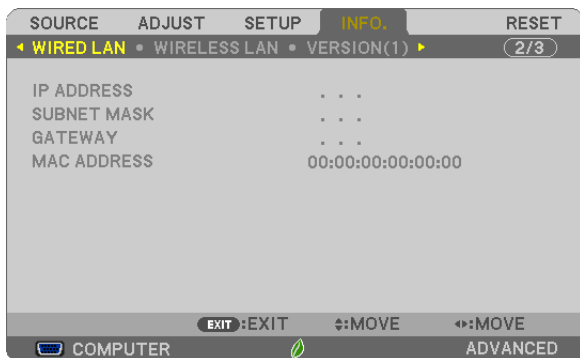 SOURCE ADJUST SETUP INFO. RESET
WIRED LAN • WIRELESS LAN • VERSION(1) 2/3
IP ADDRESS . . .
SUBNET MASK . . .
GATEWAY . . .
MAC ADDRESS 00:00:00:00:00:00
EXIT :EXIT :MOVE :MOVE
COMPUTER ADVANCED